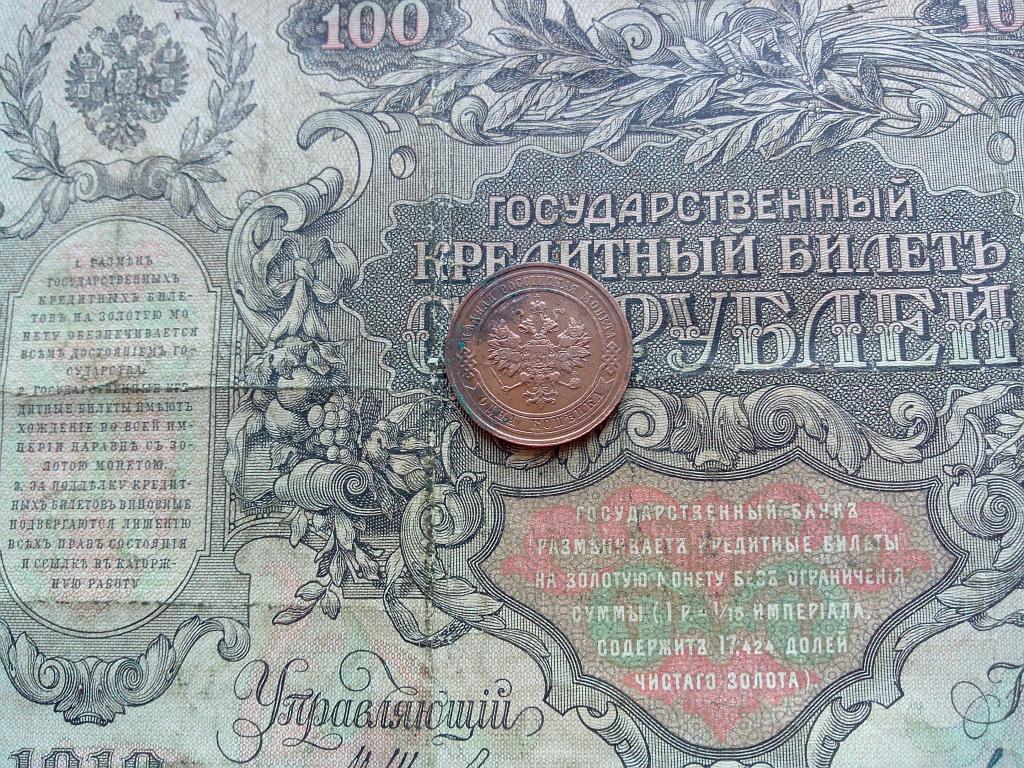 100
ГОСУДАРСТВЕННЫЙ
КРЕДИТНЫЙ БИЛЕТЪ
РУБЛЕЙ
МѢДНАЯ РОССІЙСКАЯ МОНЕТА
ОДНА КОПѢЙКА
1. РАЗМѢНЪ
ГОСУДАРСТВЕННЫХЪ
КРЕДИТНЫХЪ БИЛЕ-
ТОВЪ НА ЗОЛОТУЮ МО
НЕТУ ОБЕЗПЕЧИВАЕТСЯ
ВСѢМЪ ДОСТОЯНІЕМЪ ГО-
СУДАРСТВА.
2. ГОСУДАРСТВЕННЫЕ КРЕ
ДИТНЫЕ БИЛЕТЫ ИМѢЮТЪ
ХОЖДЕНІЕ ВО ВСЕЙ ИМ-
ПЕРІИ НАРАВНѢ СЪ ЗО-
ЛОТОЮ МОНЕТОЮ.
3. ЗА ПОДДѢЛКУ КРЕДИТ
НЫХЪ БИЛЕТОВЪ ВИНОВНЫЕ
ПОДВЕРГАЮТСЯ ЛИШЕНІЮ
ВСѢХЪ ПРАВЪ СОСТОЯНІЯ
И ССЫЛКѢ ВЪ КАТОРЖ-
НУЮ РАБОТУ
ГОСУДАРСТВЕННЫЙ БАНКЪ
РАЗМѢНИВАЕТЪ КРЕДИТНЫЕ БИЛЕТЫ
НА ЗОЛОТУЮ МОНЕТУ БЕЗЪ ОГРАНИЧЕНІЯ
СУММЫ (1 Р.= 1/15 ИМПЕРІАЛА,
СОДЕРЖИТЪ 17,424 ДОЛЕЙ
ЧИСТАГО ЗОЛОТА)
Управляющій
1910